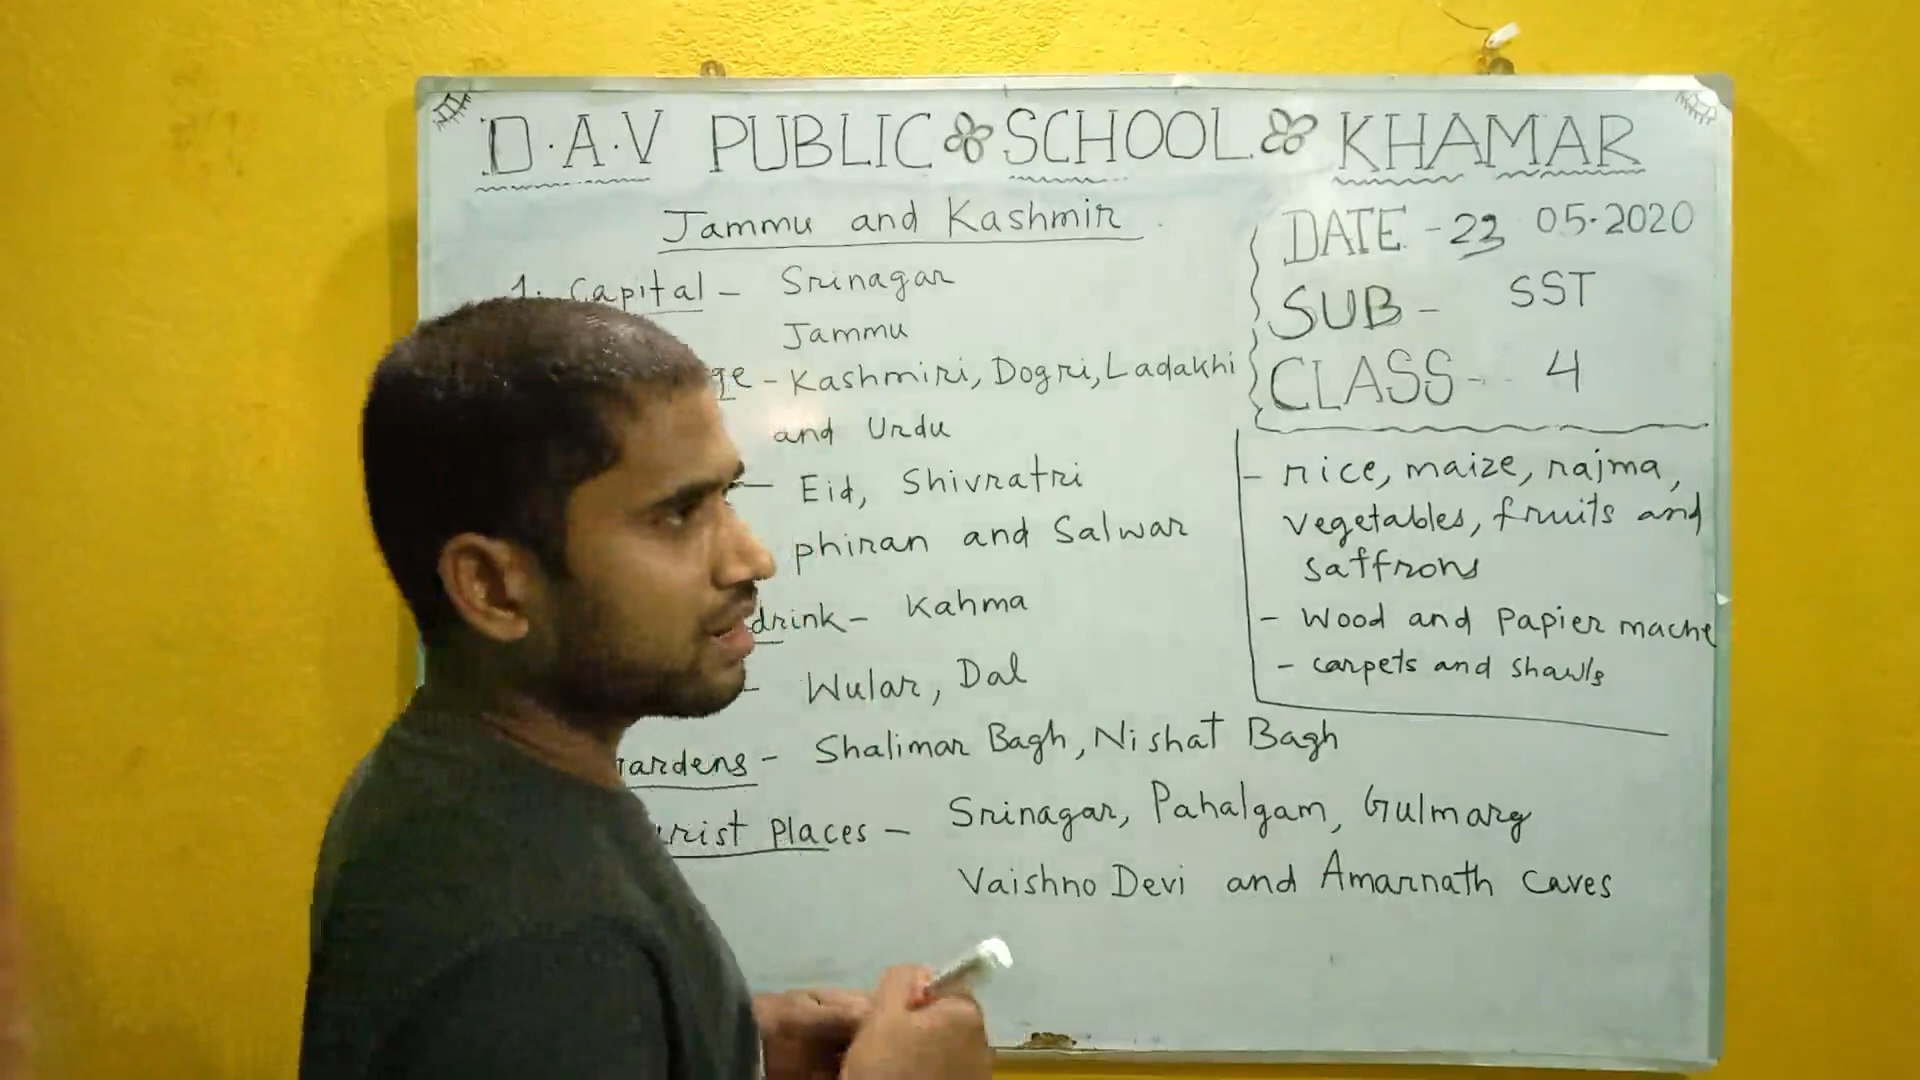 D.A.V PUBLIC SCHOOL KHAMAR
Jammu and Kashmir
DATE - 23 05.2020
SUB - SST
CLASS - 4
1. Capital - Srinagar
Jammu
ge - Kashmiri, Dogri, Ladakhi
and Urdu
- Eid, Shivratri
phiran and Salwar
drink - Kahma
- Wular, Dal
ardens - Shalimar Bagh, Nishat Bagh
urist Places - Srinagar, Pahalgam, Gulmarg
Vaishno Devi and Amarnath caves
- rice, maize, rajma,
vegetables, fruits and
saffrons
- Wood and Papier mache
- carpets and shawls